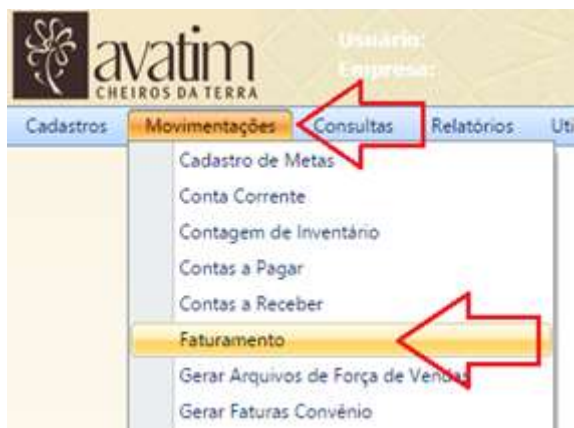 avatim
CHEIROS DA TERRA
Usuário:
Empresa:
Cadastros Movimentações Consultas Relatórios Uti
Cadastro de Metas
Conta Corrente
Contagem de Inventário
Contas a Pagar
Contas a Receber
Faturamento
Gerar Arquivos de Força de Vendas
Gerar Faturas Convênio